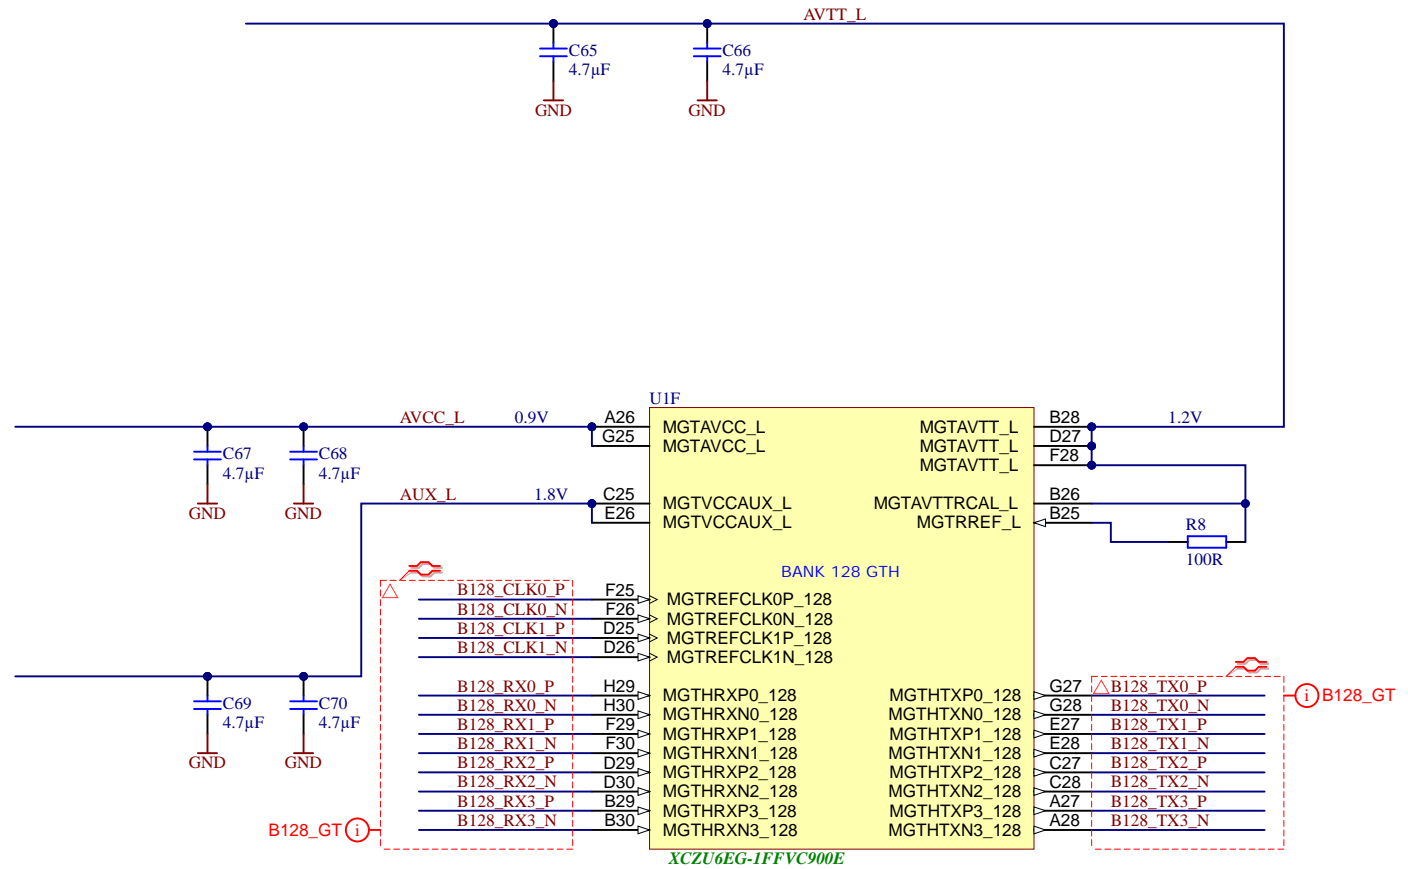 AVTT_L
C65
4.7µF
GND
C66
4.7µF
GND
U1F
AVCC_L 0.9V A26 MGTAVCC_L MGTAVTT_L B28 1.2V
G25 MGTAVCC_L MGTAVTT_L D27
MGTAVTT_L F28
C67
4.7µF
GND
C68
4.7µF
GND
AUX_L 1.8V C25 MGTVCCAUX_L MGTAVTTRCAL_L B26
E26 MGTVCCAUX_L MGTRREF_L B25
R8
100R
BANK 128 GTH
B128_CLK0_P F25 MGTREFCLK0P_128
B128_CLK0_N F26 MGTREFCLK0N_128
B128_CLK1_P D25 MGTREFCLK1P_128
B128_CLK1_N D26 MGTREFCLK1N_128
C69
4.7µF
GND
C70
4.7µF
GND
B128_RX0_P H29 MGTHRXP0_128 MGTHTXP0_128 G27 B128_TX0_P i B128_GT
B128_RX0_N H30 MGTHRXN0_128 MGTHTXN0_128 G28 B128_TX0_N
B128_RX1_P F29 MGTHRXP1_128 MGTHTXP1_128 E27 B128_TX1_P
B128_RX1_N F30 MGTHRXN1_128 MGTHTXN1_128 E28 B128_TX1_N
B128_RX2_P D29 MGTHRXP2_128 MGTHTXP2_128 C27 B128_TX2_P
B128_RX2_N D30 MGTHRXN2_128 MGTHTXN2_128 C28 B128_TX2_N
B128_RX3_P B29 MGTHRXP3_128 MGTHTXP3_128 A27 B128_TX3_P
B128_GT i B128_RX3_N B30 MGTHRXN3_128 MGTHTXN3_128 A28 B128_TX3_N
XCZU6EG-1FFVC900E